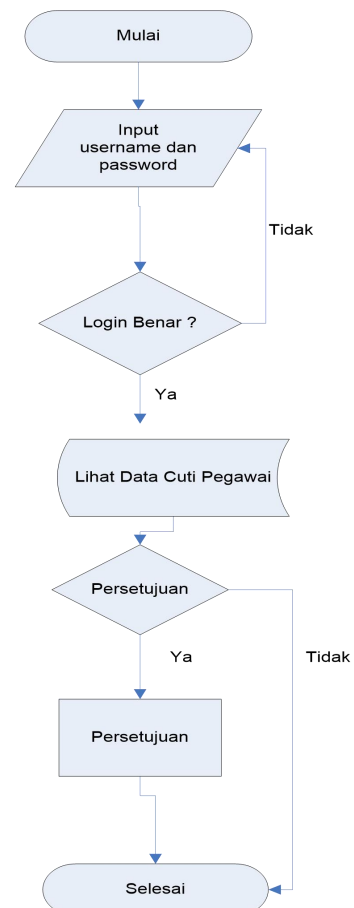 Mulai
Input
username dan
password
Tidak
Login Benar ?
Ya
Lihat Data Cuti Pegawai
Persetujuan
Ya
Tidak
Persetujuan
Selesai